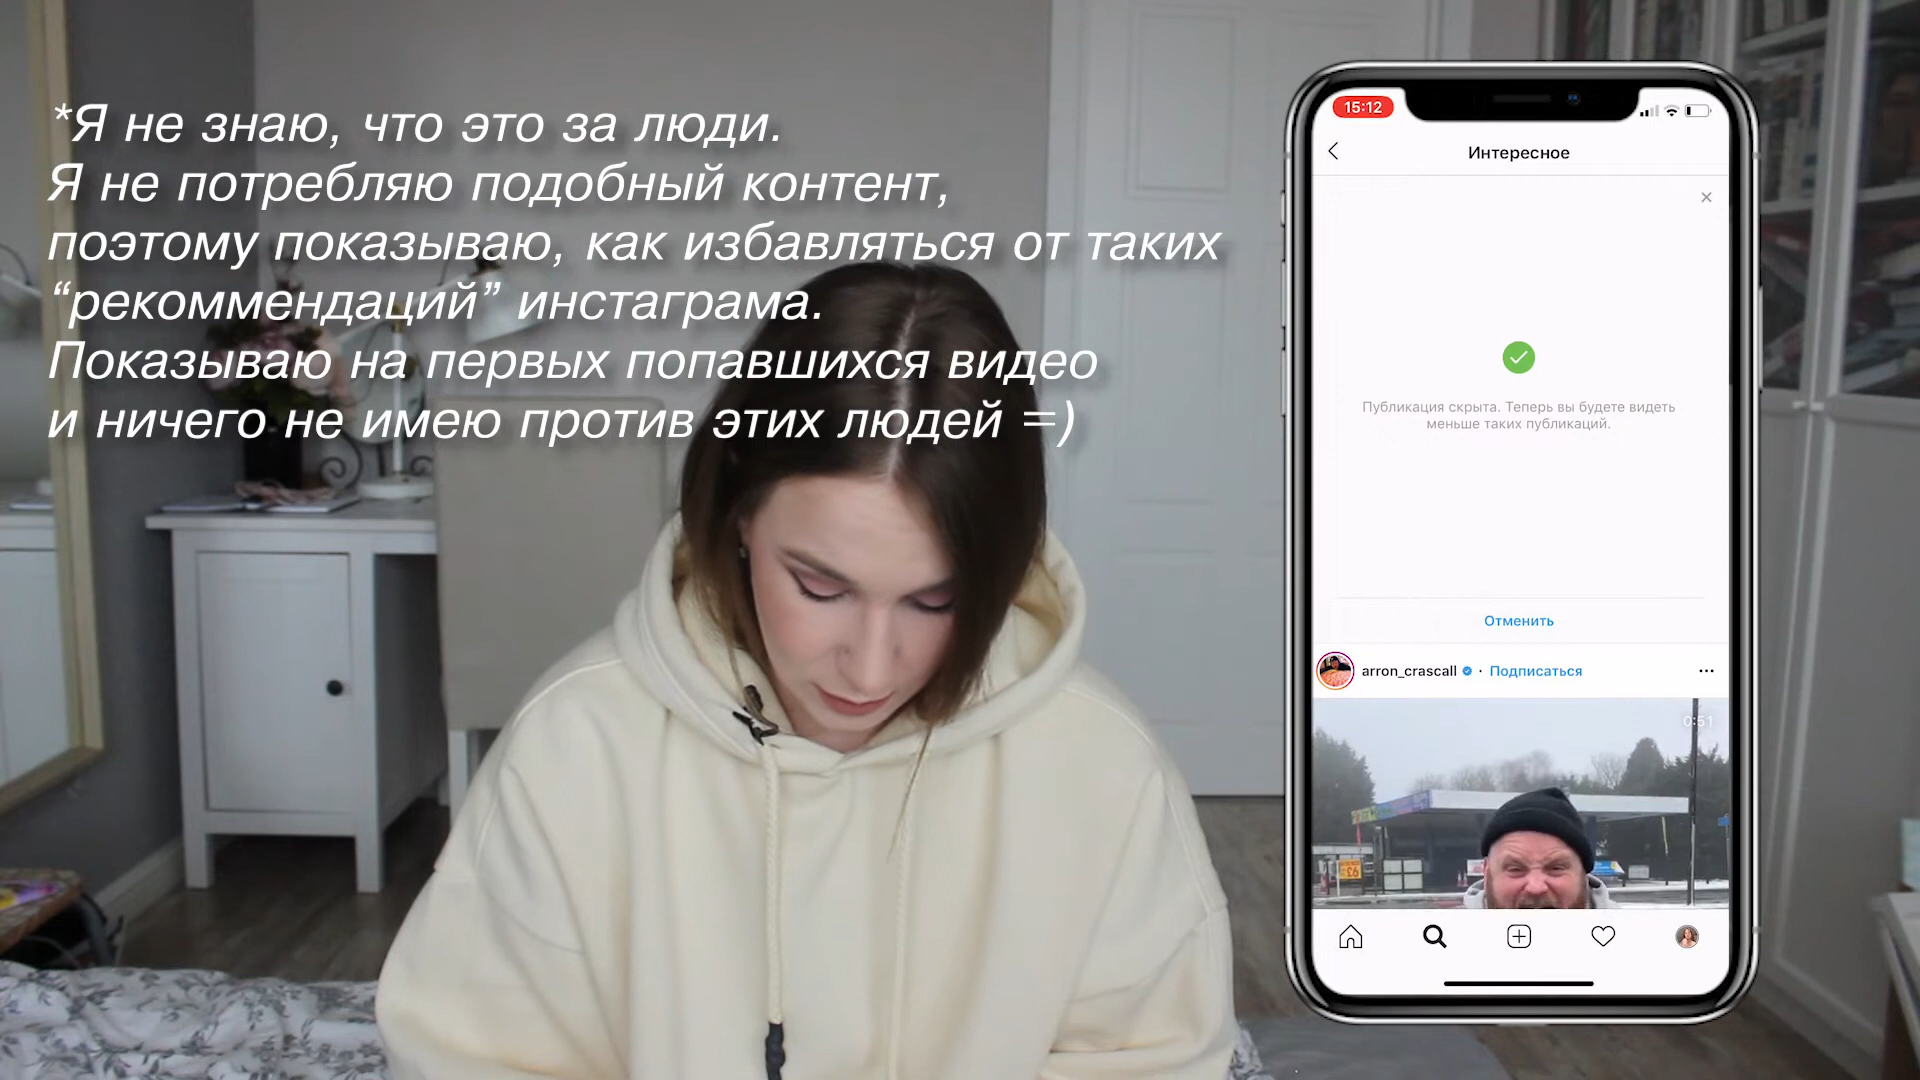 *Я не знаю, что это за люди.
Я не потребляю подобный контент,
поэтому показываю, как избавляться от таких
“рекоммендаций” инстаграма.
Показываю на первых попавшихся видео
и ничего не имею против этих людей =)
15:12
Интересное
Публикация скрыта. Теперь вы будете видеть
меньше таких публикаций.
Отменить
arron_crascall · Подписаться
0:51